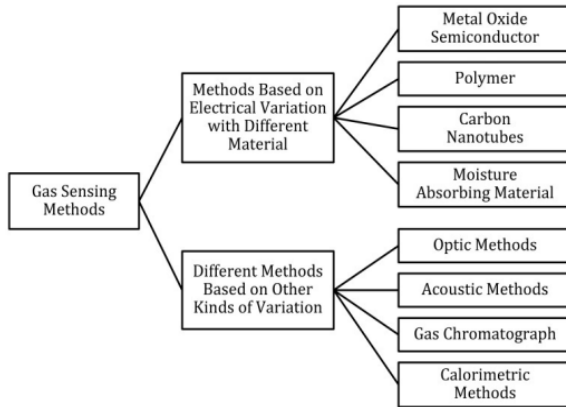 Gas Sensing
Methods
Methods Based on
Electrical Variation
with Different
Material
Metal Oxide
Semiconductor
Polymer
Carbon
Nanotubes
Moisture
Absorbing Material
Different Methods
Based on Other
Kinds of Variation
Optic Methods
Acoustic Methods
Gas Chromatograph
Calorimetric
Methods